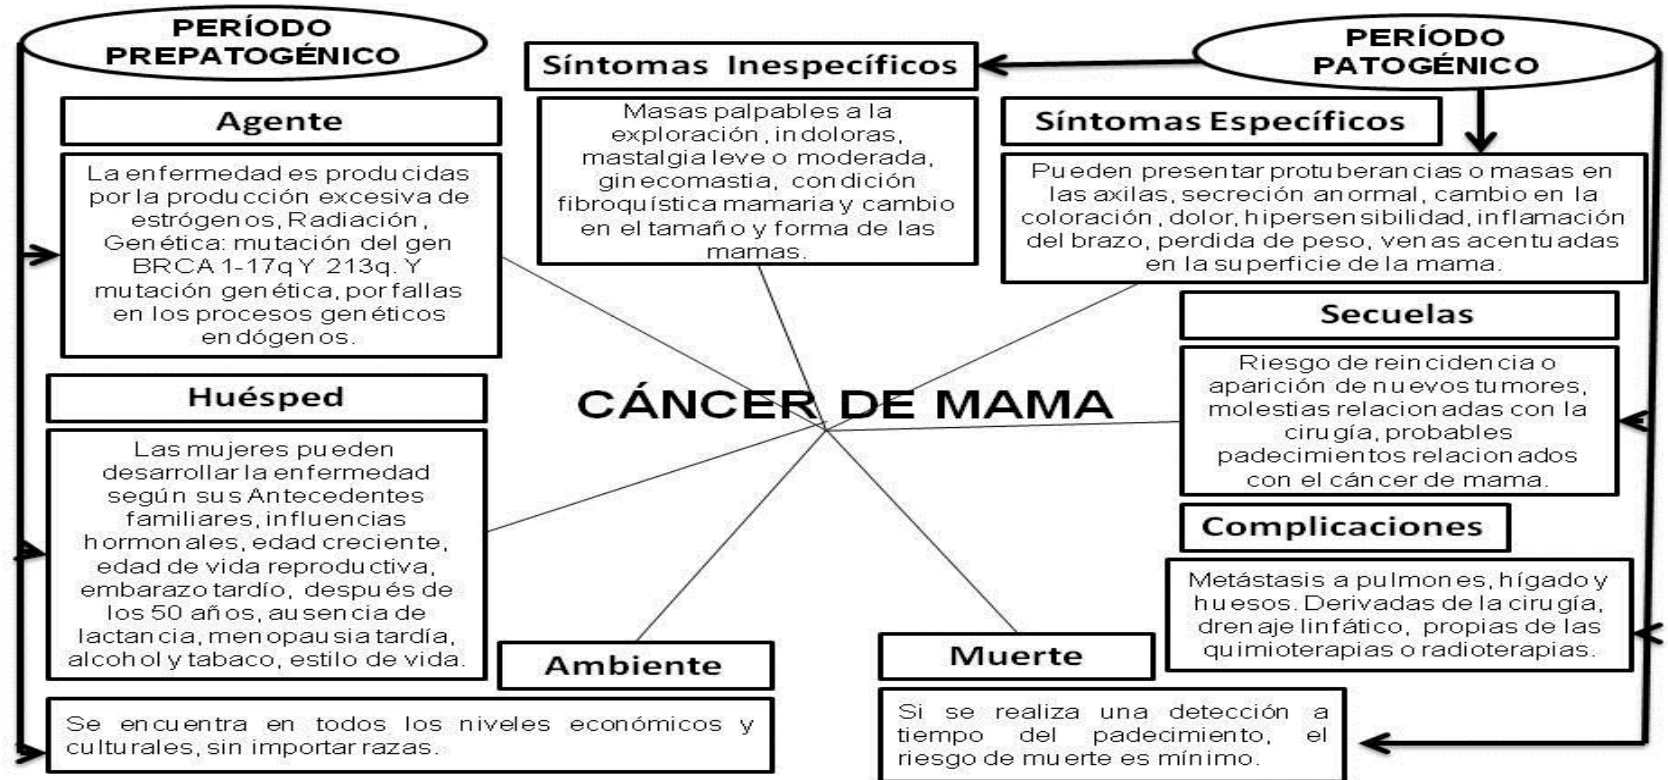 PERÍODO
PREPATOGÉNICO
Agente
La enfermedad es producidas
por la producción excesiva de
estrógenos, Radiación,
Genética: mutación del gen
BRCA 1-17q Y 213q. Y
mutación genética, por fallas
en los procesos genéticos
endógenos.
Huésped
Las mujeres pueden
desarrollar la enfermedad
según sus Antecedentes
familiares, influencias
hormonales, edad creciente,
edad de vida reproductiva,
embarazo tardío, después de
los 50 años, ausencia de
lactancia, menopausia tardía,
alcohol y tabaco, estilo de vida.
Ambiente
Se encuentra en todos los niveles económicos y
culturales, sin importar razas.
CÁNCER DE MAMA
PERÍODO
PATOGÉNICO
Síntomas Inespecíficos
Masas palpables a la
exploración, indoloras,
mastalgia leve o moderada,
ginecomastia, condición
fibroquística mamaria y cambio
en el tamaño y forma de las
mamas.
Síntomas Específicos
Pueden presentar protuberancias o masas en
las axilas, secreción anormal, cambio en la
coloración, dolor, hipersensibilidad, inflamación
del brazo, perdida de peso, venas acentuadas
en la superficie de la mama.
Secuelas
Riesgo de reincidencia o
aparición de nuevos tumores,
molestias relacionadas con la
cirugía, probables
padecimientos relacionados
con el cáncer de mama.
Complicaciones
Metástasis a pulmones, hígado y
huesos. Derivadas de la cirugía,
drenaje linfático, propias de las
quimioterapias o radioterapias.
Muerte
Si se realiza una detección a
tiempo del padecimiento, el
riesgo de muerte es mínimo.